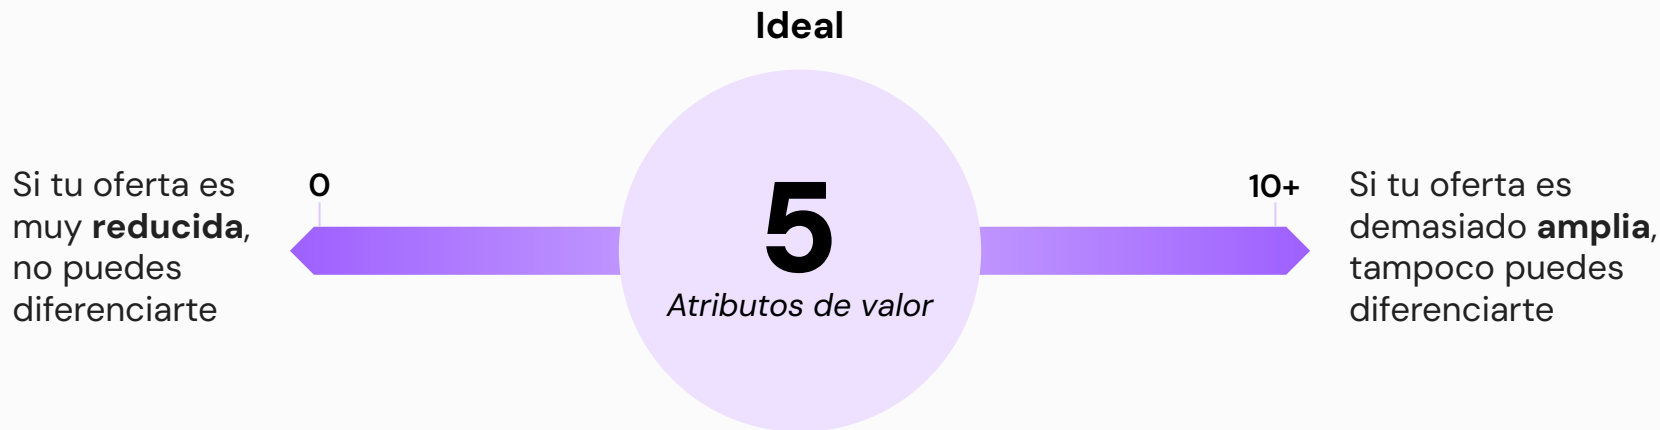 Ideal
Si tu oferta es
muy reducida,
no puedes
diferenciarte
0
5
Atributos de valor
10+
Si tu oferta es
demasiado amplia,
tampoco puedes
diferenciarte